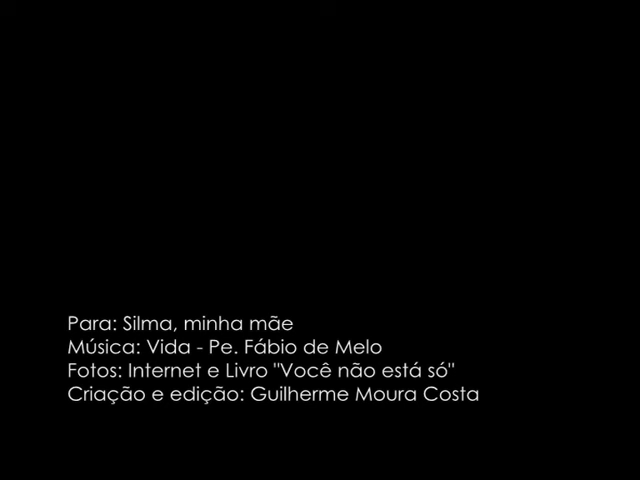 Para: Silma, minha mãe
Música: Vida - Pe. Fábio de Melo
Fotos: Internet e Livro "Você não está só"
Criação e edição: Guilherme Moura Costa